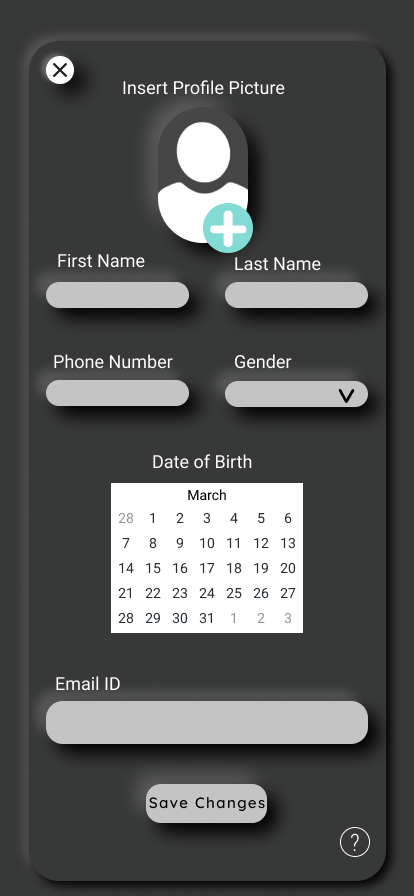 Insert Profile Picture
First Name
Last Name
Phone Number
Gender
Date of Birth
March
28 1 2 3 4 5 6
7 8 9 10 11 12 13
14 15 16 17 18 19 20
21 22 23 24 25 26 27
28 29 30 31 1 2 3
Email ID
Save Changes
?